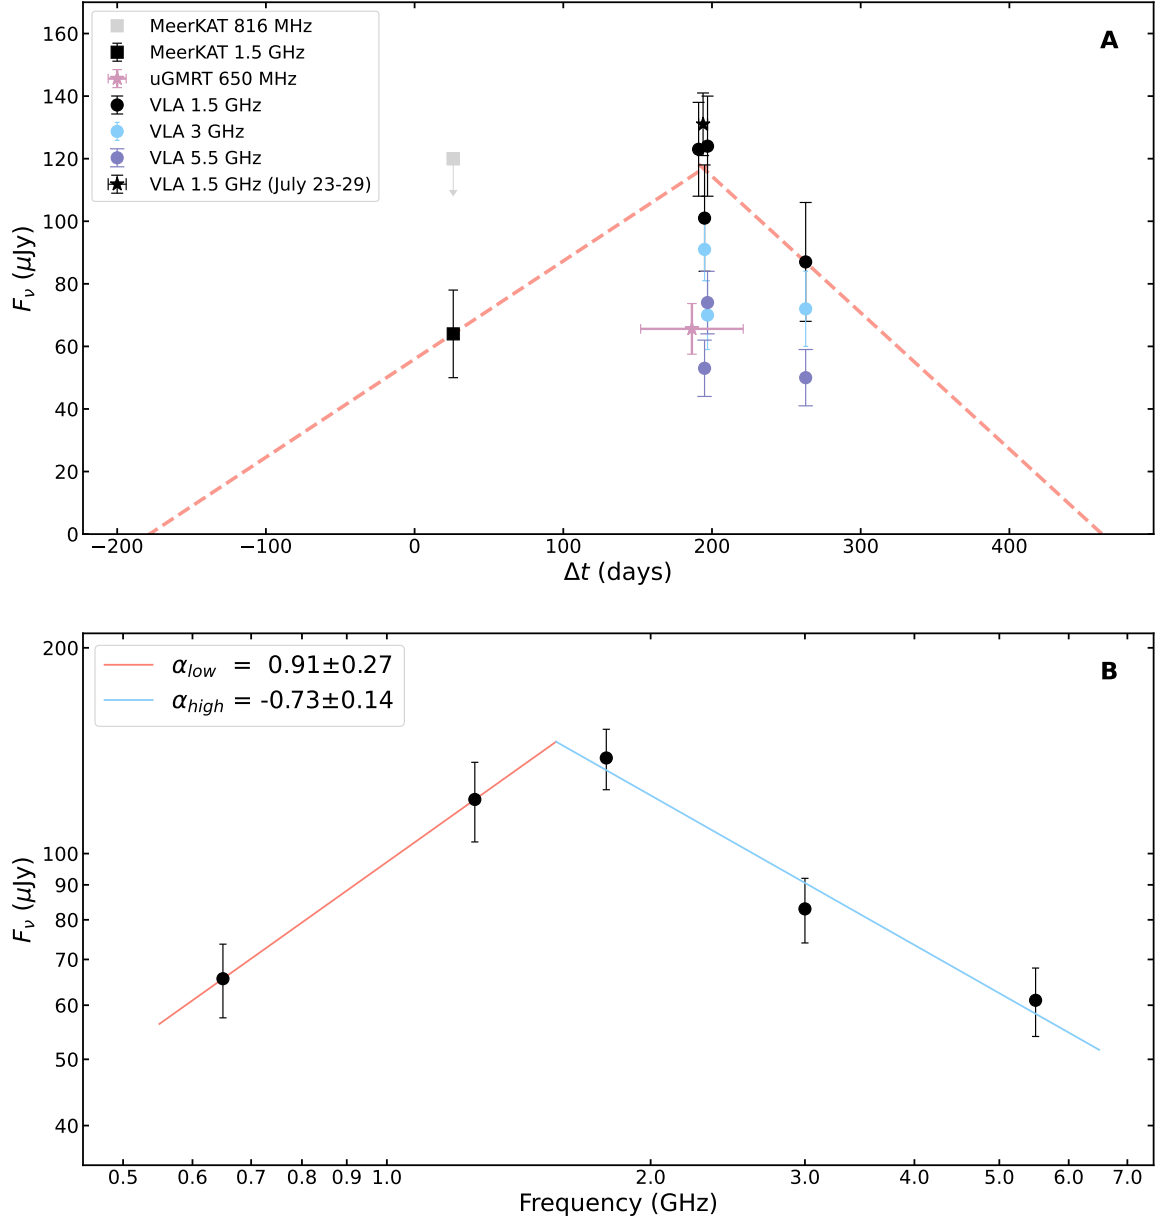 A
MeerKAT 816 MHz
MeerKAT 1.5 GHz
uGMRT 650 MHz
VLA 1.5 GHz
VLA 3 GHz
VLA 5.5 GHz
VLA 1.5 GHz (July 23-29)
160
140
120
100
80
60
40
20
0
Fν (μJy)
−200 −100 0 100 200 300 400
Δt (days)
B
αlow = 0.91±0.27
αhigh = -0.73±0.14
200
100
90
80
70
60
50
40
Fν (μJy)
0.5 0.6 0.7 0.8 0.9 1.0 2.0 3.0 4.0 5.0 6.0 7.0
Frequency (GHz)